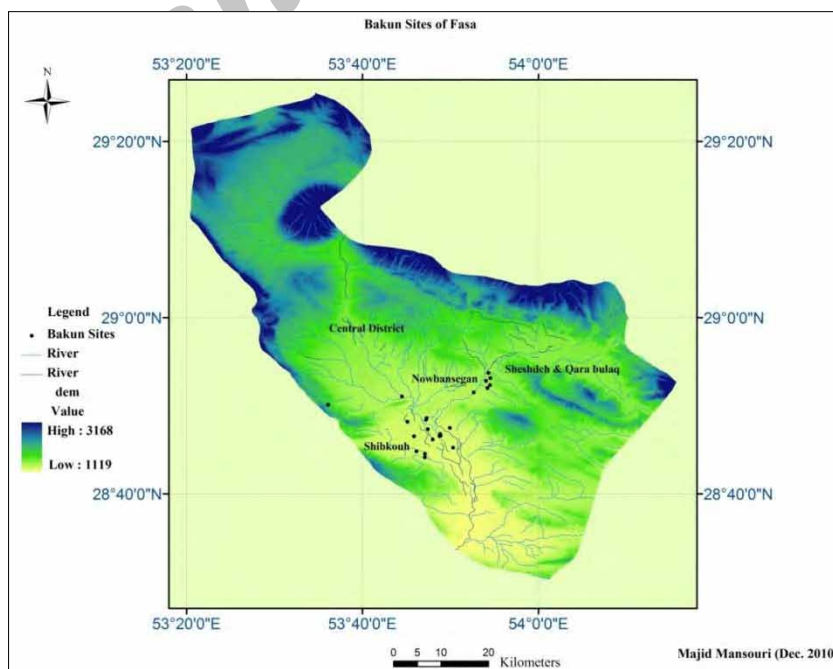 Bakun Sites of Fasa
N
53°20'0"E 53°40'0"E 54°0'0"E
29°20'0"N 29°20'0"N
29°0'0"N 29°0'0"N
Central District
Sheshdeh & Qara bulaq
Nowbansegan
Shibkouh
28°40'0"N 28°40'0"N
Legend
Bakun Sites
River
River
dem
Value
High : 3168
Low : 1119
53°20'0"E 53°40'0"E 54°0'0"E
0 5 10 20
Kilometers
Majid Mansouri (Dec. 2010